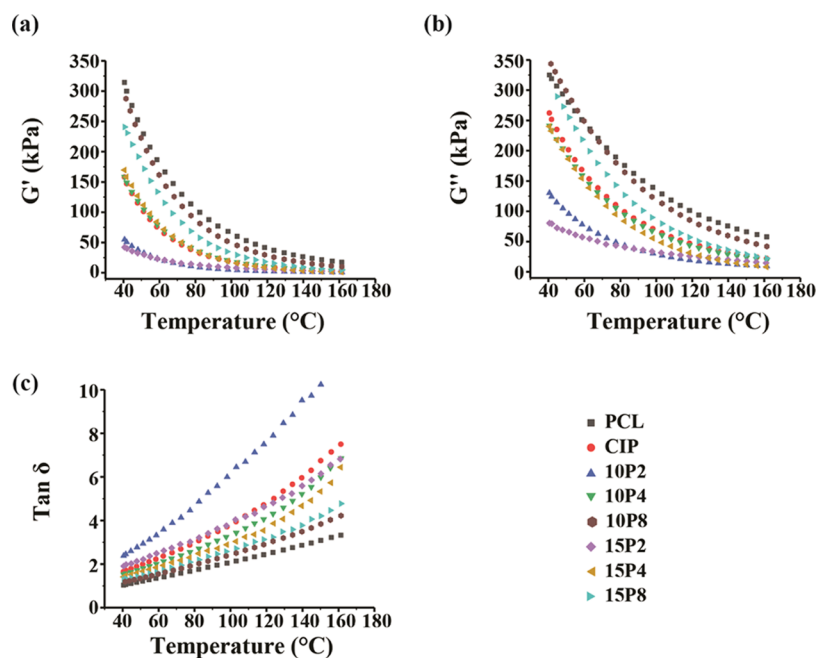 (a)
350
300
250
200
150
100
50
0
G' (kPa)
40 60 80 100 120 140 160 180
Temperature (°C)
(b)
350
300
250
200
150
100
50
0
G'' (kPa)
40 60 80 100 120 140 160 180
Temperature (°C)
(c)
10
8
6
4
2
0
Tan δ
40 60 80 100 120 140 160 180
Temperature (°C)
PCL
CIP
10P2
10P4
10P8
15P2
15P4
15P8